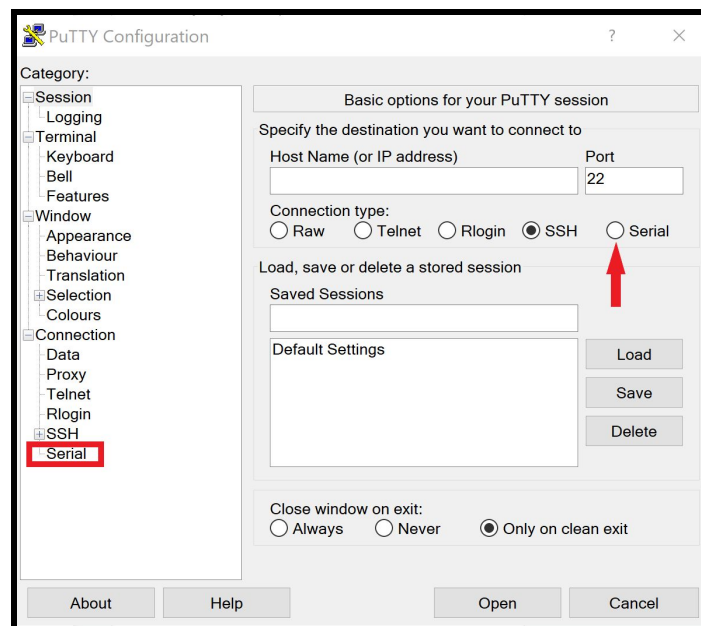 PuTTY Configuration
?
Category:
Session
Logging
Terminal
Keyboard
Bell
Features
Window
Appearance
Behaviour
Translation
Selection
Colours
Connection
Data
Proxy
Telnet
Rlogin
SSH
Serial
Basic options for your PuTTY session
Specify the destination you want to connect to
Host Name (or IP address) Port
22
Connection type:
Raw Telnet Rlogin SSH Serial
Load, save or delete a stored session
Saved Sessions
Default Settings
Load
Save
Delete
Close window on exit:
Always Never Only on clean exit
About Help Open Cancel